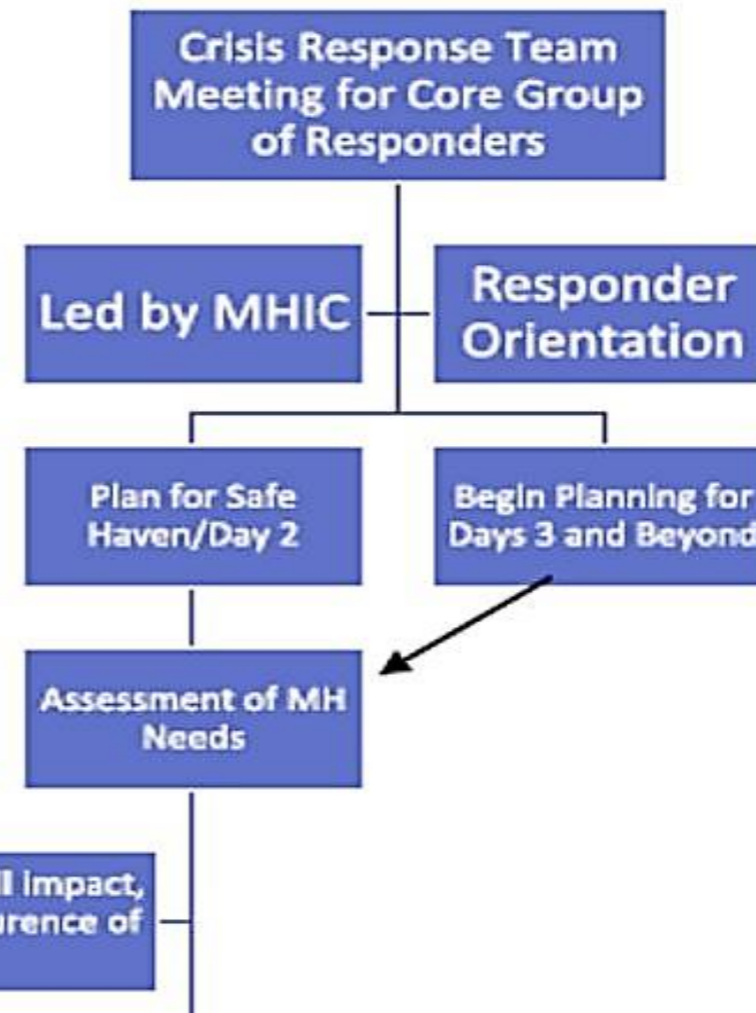 Crisis Response Team
Meeting for Core Group
of Responders
Led by MHIC
Responder
Orientation
Plan for Safe
Haven/Day 2
Begin Planning for
Days 3 and Beyond
Assessment of MH
Needs
impact,
of